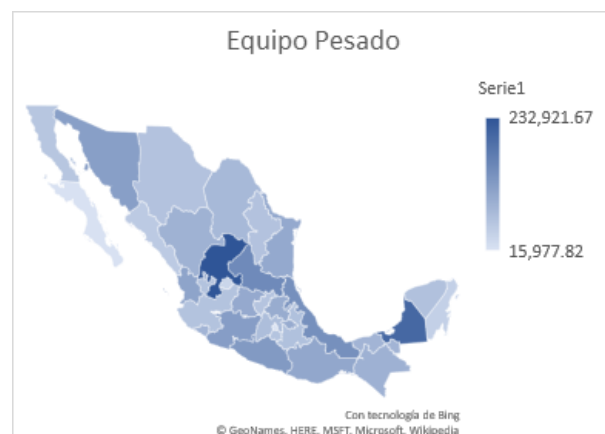 Equipo Pesado
Serie1
232,921.67
15,977.82
Con tecnología de Bing
© GeoNames, HERE, MSFT, Microsoft, Wikipedia